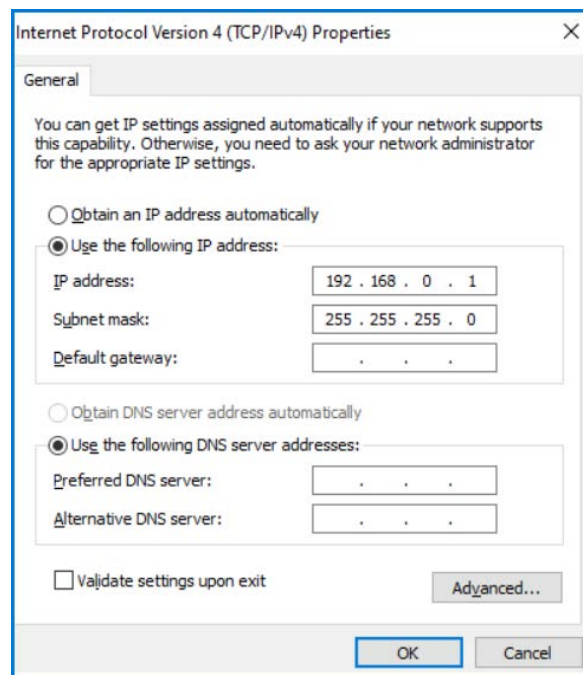 Internet Protocol Version 4 (TCP/IPv4) Properties
General
You can get IP settings assigned automatically if your network supports
this capability. Otherwise, you need to ask your network administrator
for the appropriate IP settings.
Obtain an IP address automatically
Use the following IP address:
IP address: 192 . 168 . 0 . 1
Subnet mask: 255 . 255 . 255 . 0
Default gateway: . . .
Obtain DNS server address automatically
Use the following DNS server addresses:
Preferred DNS server: . . .
Alternative DNS server: . . .
Validate settings upon exit
Advanced...
OK Cancel